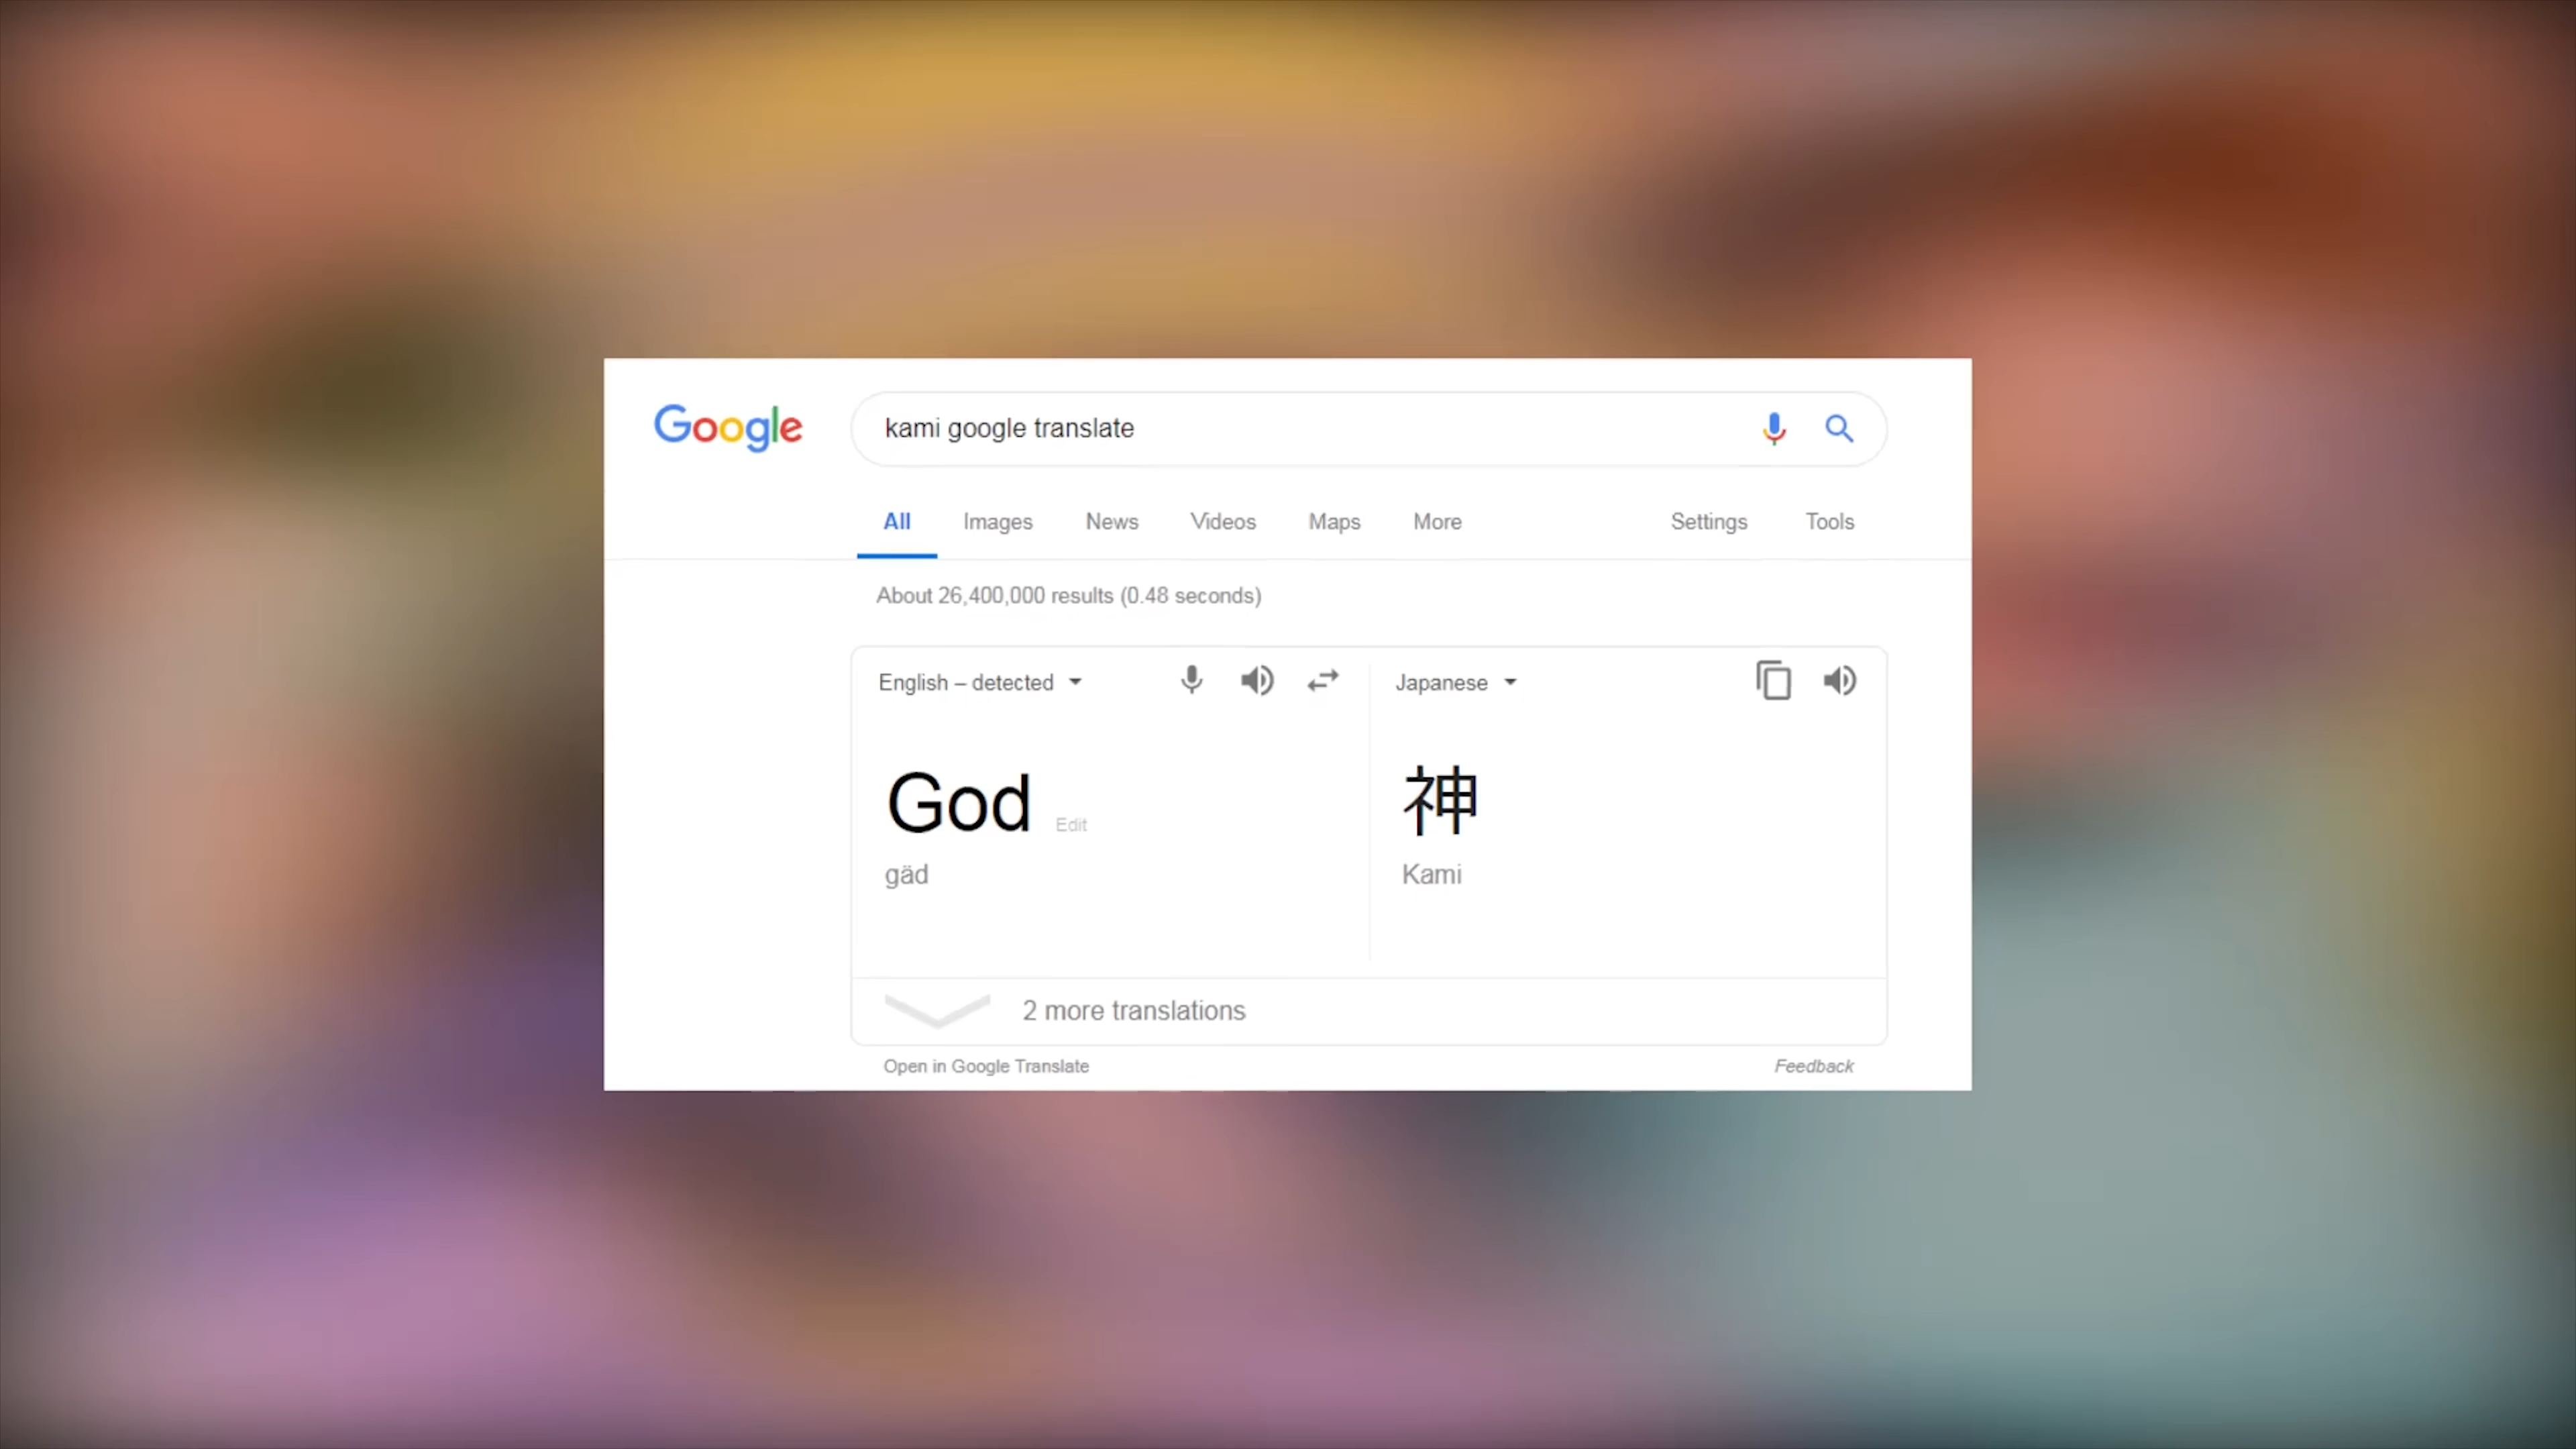 Google
kami google translate
All Images News Videos Maps More Settings Tools
About 26,400,000 results (0.48 seconds)
English – detected Japanese
God Edit 神
gäd Kami
2 more translations
Open in Google Translate Feedback